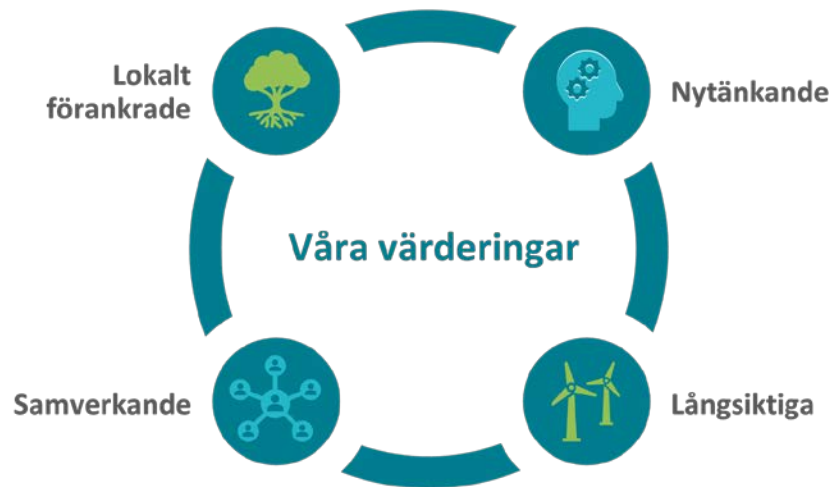 Lokalt
förankrade
Nytänkande
Våra värderingar
Samverkande
Långsiktiga